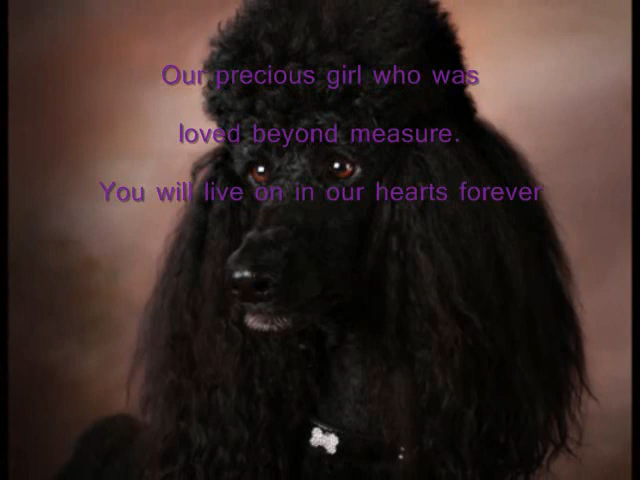 Our precious girl who was
loved beyond measure.
You will live on in our hearts forever